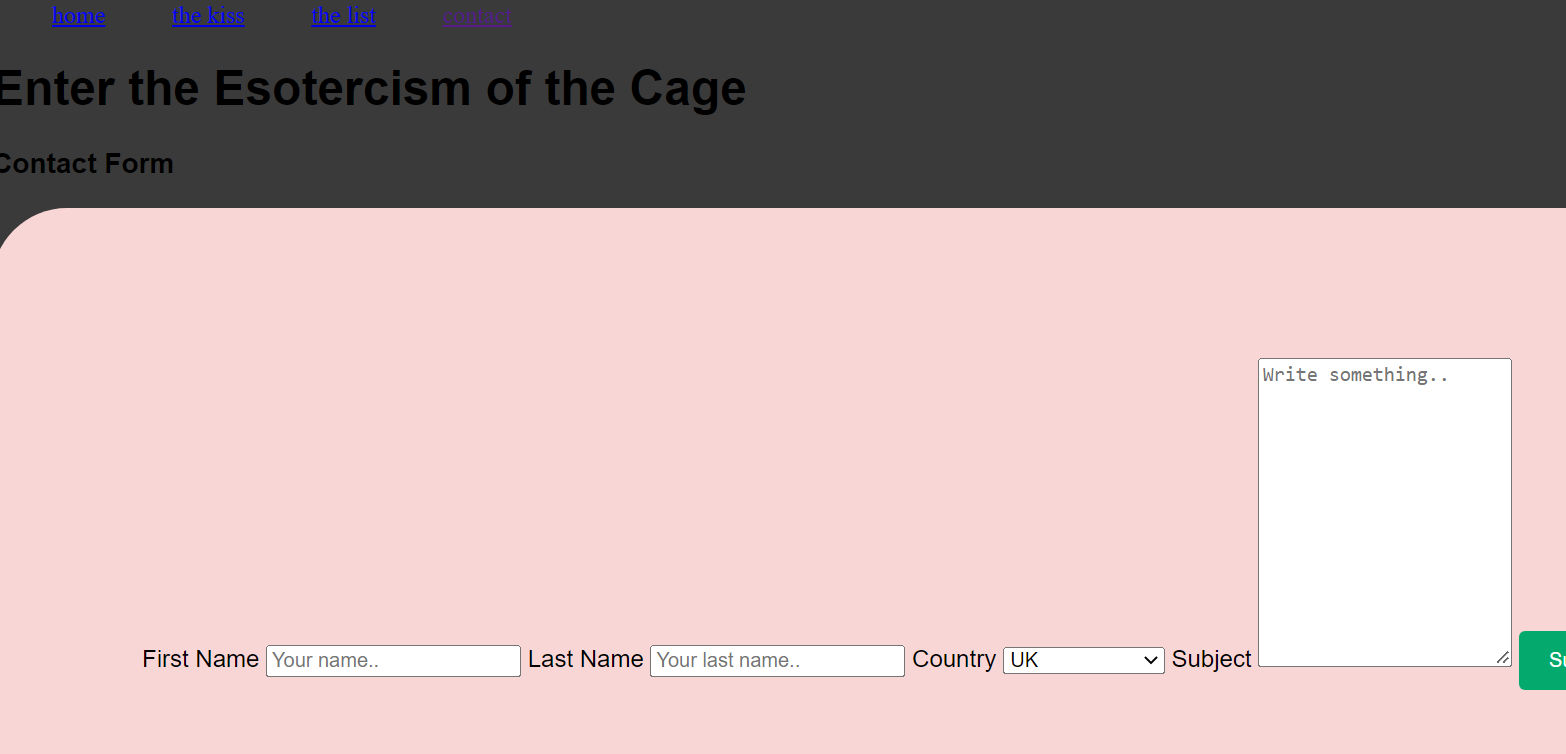 home the kiss the list contact
Enter the Esotercism of the Cage
Contact Form
Write something..
First Name Your name.. Last Name Your last name.. Country UK Subject